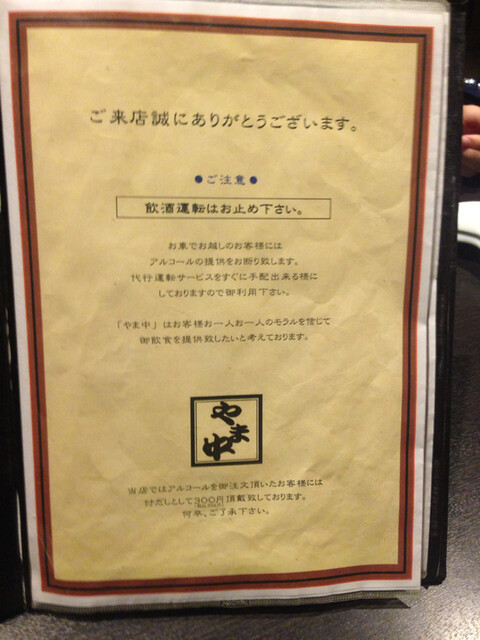 ご来店誠にありがとうございます。
●ご注意●
飲酒運転はお止め下さい。
お車でお越しのお客様には
アルコールの提供をお断り致します。
代行運転サービスをすぐに手配出来る様に
しておりますので御利用下さい。
「やま中」はお客様お一人お一人のモラルを信じて
御飲食を提供致したいと考えております。
やま中
当店ではアルコールを御注文頂いたお客様には
付だしとして300円頂戴致しております。
何卒、ご了承下さい。